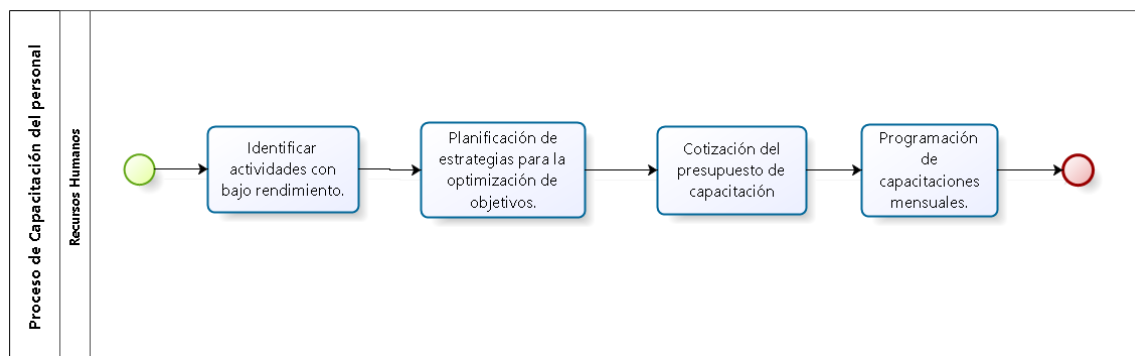 Proceso de Capacitación del personal
Recursos Humanos
Identificar
actividades con
bajo rendimiento.
Planificación de
estrategias para la
optimización de
objetivos.
Cotización del
presupuesto de
capacitación
Programación
de
capacitaciones
mensuales.